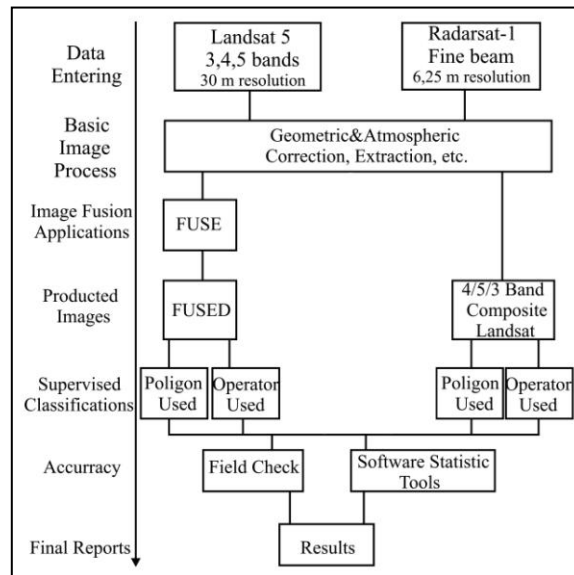 Data
Entering
Landsat 5
3,4,5 bands
30 m resolution
Radarsat-1
Fine beam
6,25 m resolution
Basic
Image
Process
Geometric&Atmospheric
Correction, Extraction, etc.
Image Fusion
Applications
FUSE
Producted
Images
FUSED
4/5/3 Band
Composite
Landsat
Supervised
Classifications
Poligon
Used
Operator
Used
Poligon
Used
Operator
Used
Accurracy
Field Check
Software Statistic
Tools
Final Reports
Results